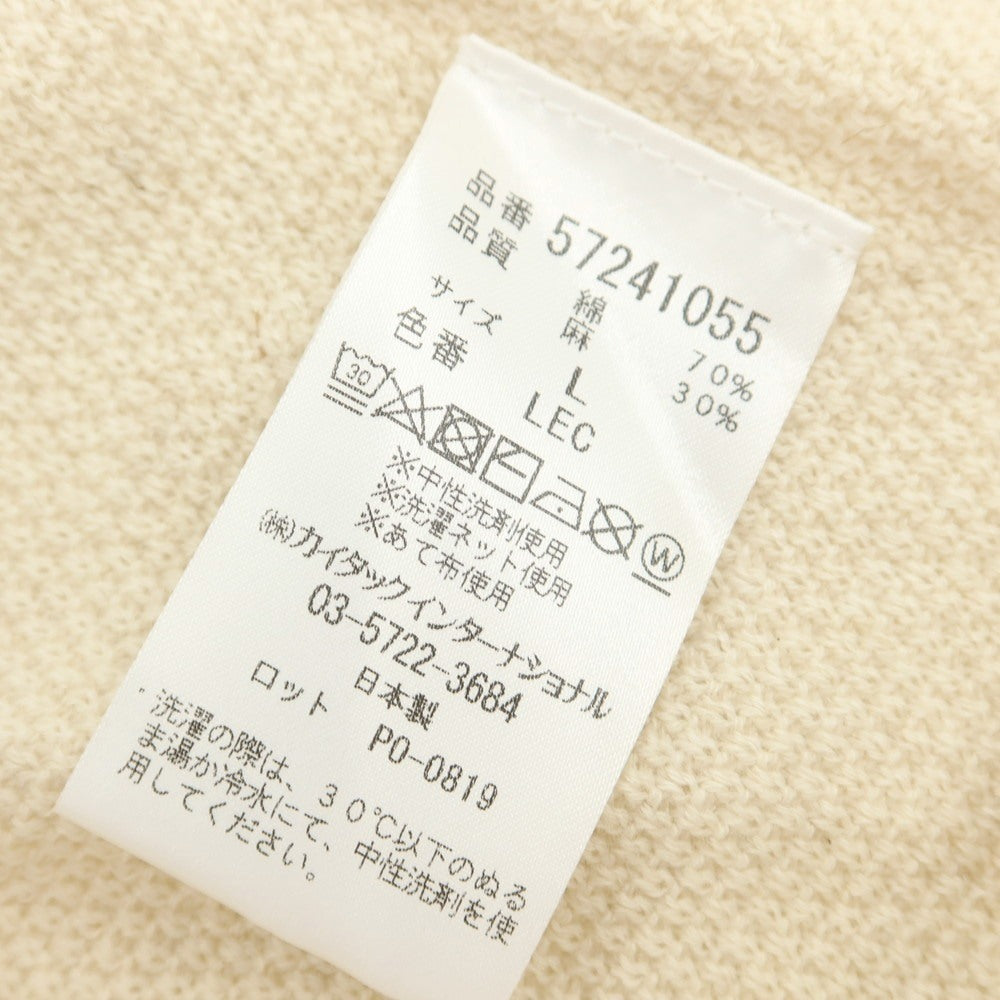 品番 57241055
品質 綿 70%
麻 30%
サイズ L
色番 LEC
30
W
※中性洗剤使用
※洗濯ネット使用
※あて布使用
(株)カイタックインターナショナル
03-5722-3684
日本製
ロット PO-0819
洗濯の際は、30℃以下のぬる
ま湯か冷水にて、中性洗剤を使
用してください。